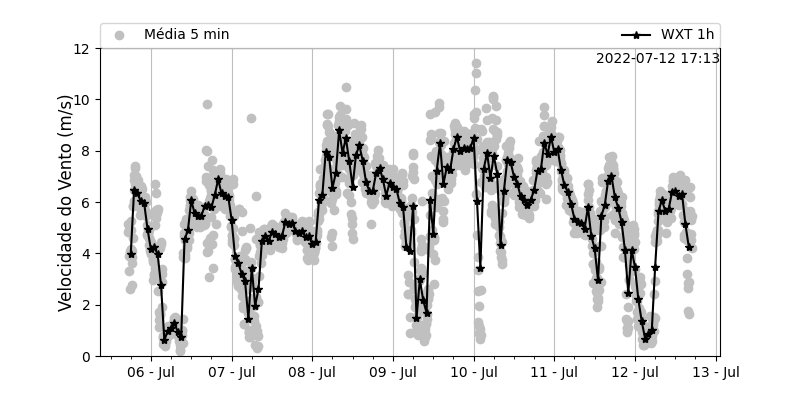 Média 5 min
WXT 1h
2022-07-12 17:13
Velocidade do Vento (m/s)
12
10
8
6
4
2
0
06 - Jul
07 - Jul
08 - Jul
09 - Jul
10 - Jul
11 - Jul
12 - Jul
13 - Jul